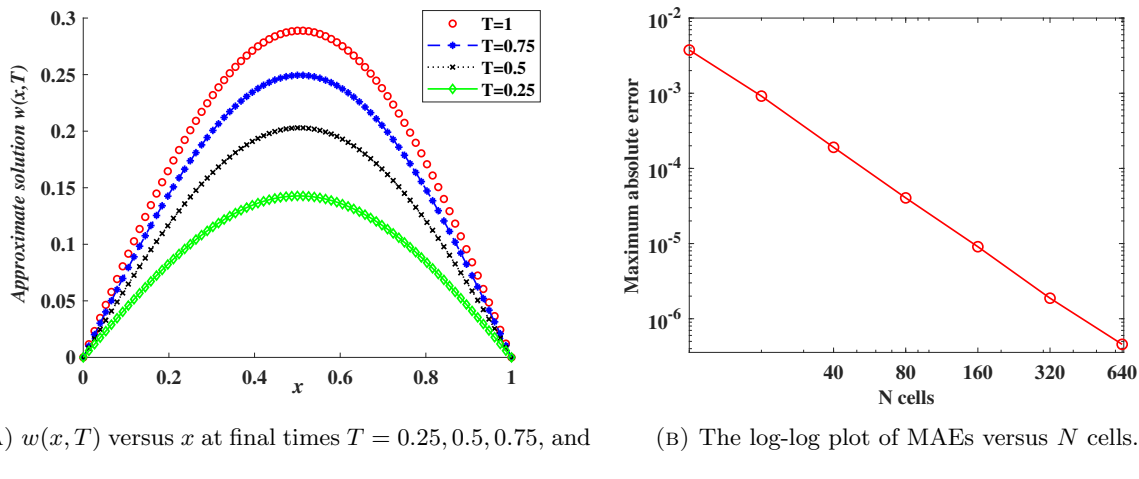 0.3
0.25
0.2
0.15
0.1
0.05
0
Approximate solution w(x,T)
T=1
T=0.75
T=0.5
T=0.25
0 0.2 0.4 0.6 0.8 1
x
10^-2
10^-3
10^-4
10^-5
10^-6
Maximum absolute error
40 80 160 320 640
N cells
) w(x, T) versus x at final times T = 0.25, 0.5, 0.75, and
(B) The log-log plot of MAEs versus N cells.